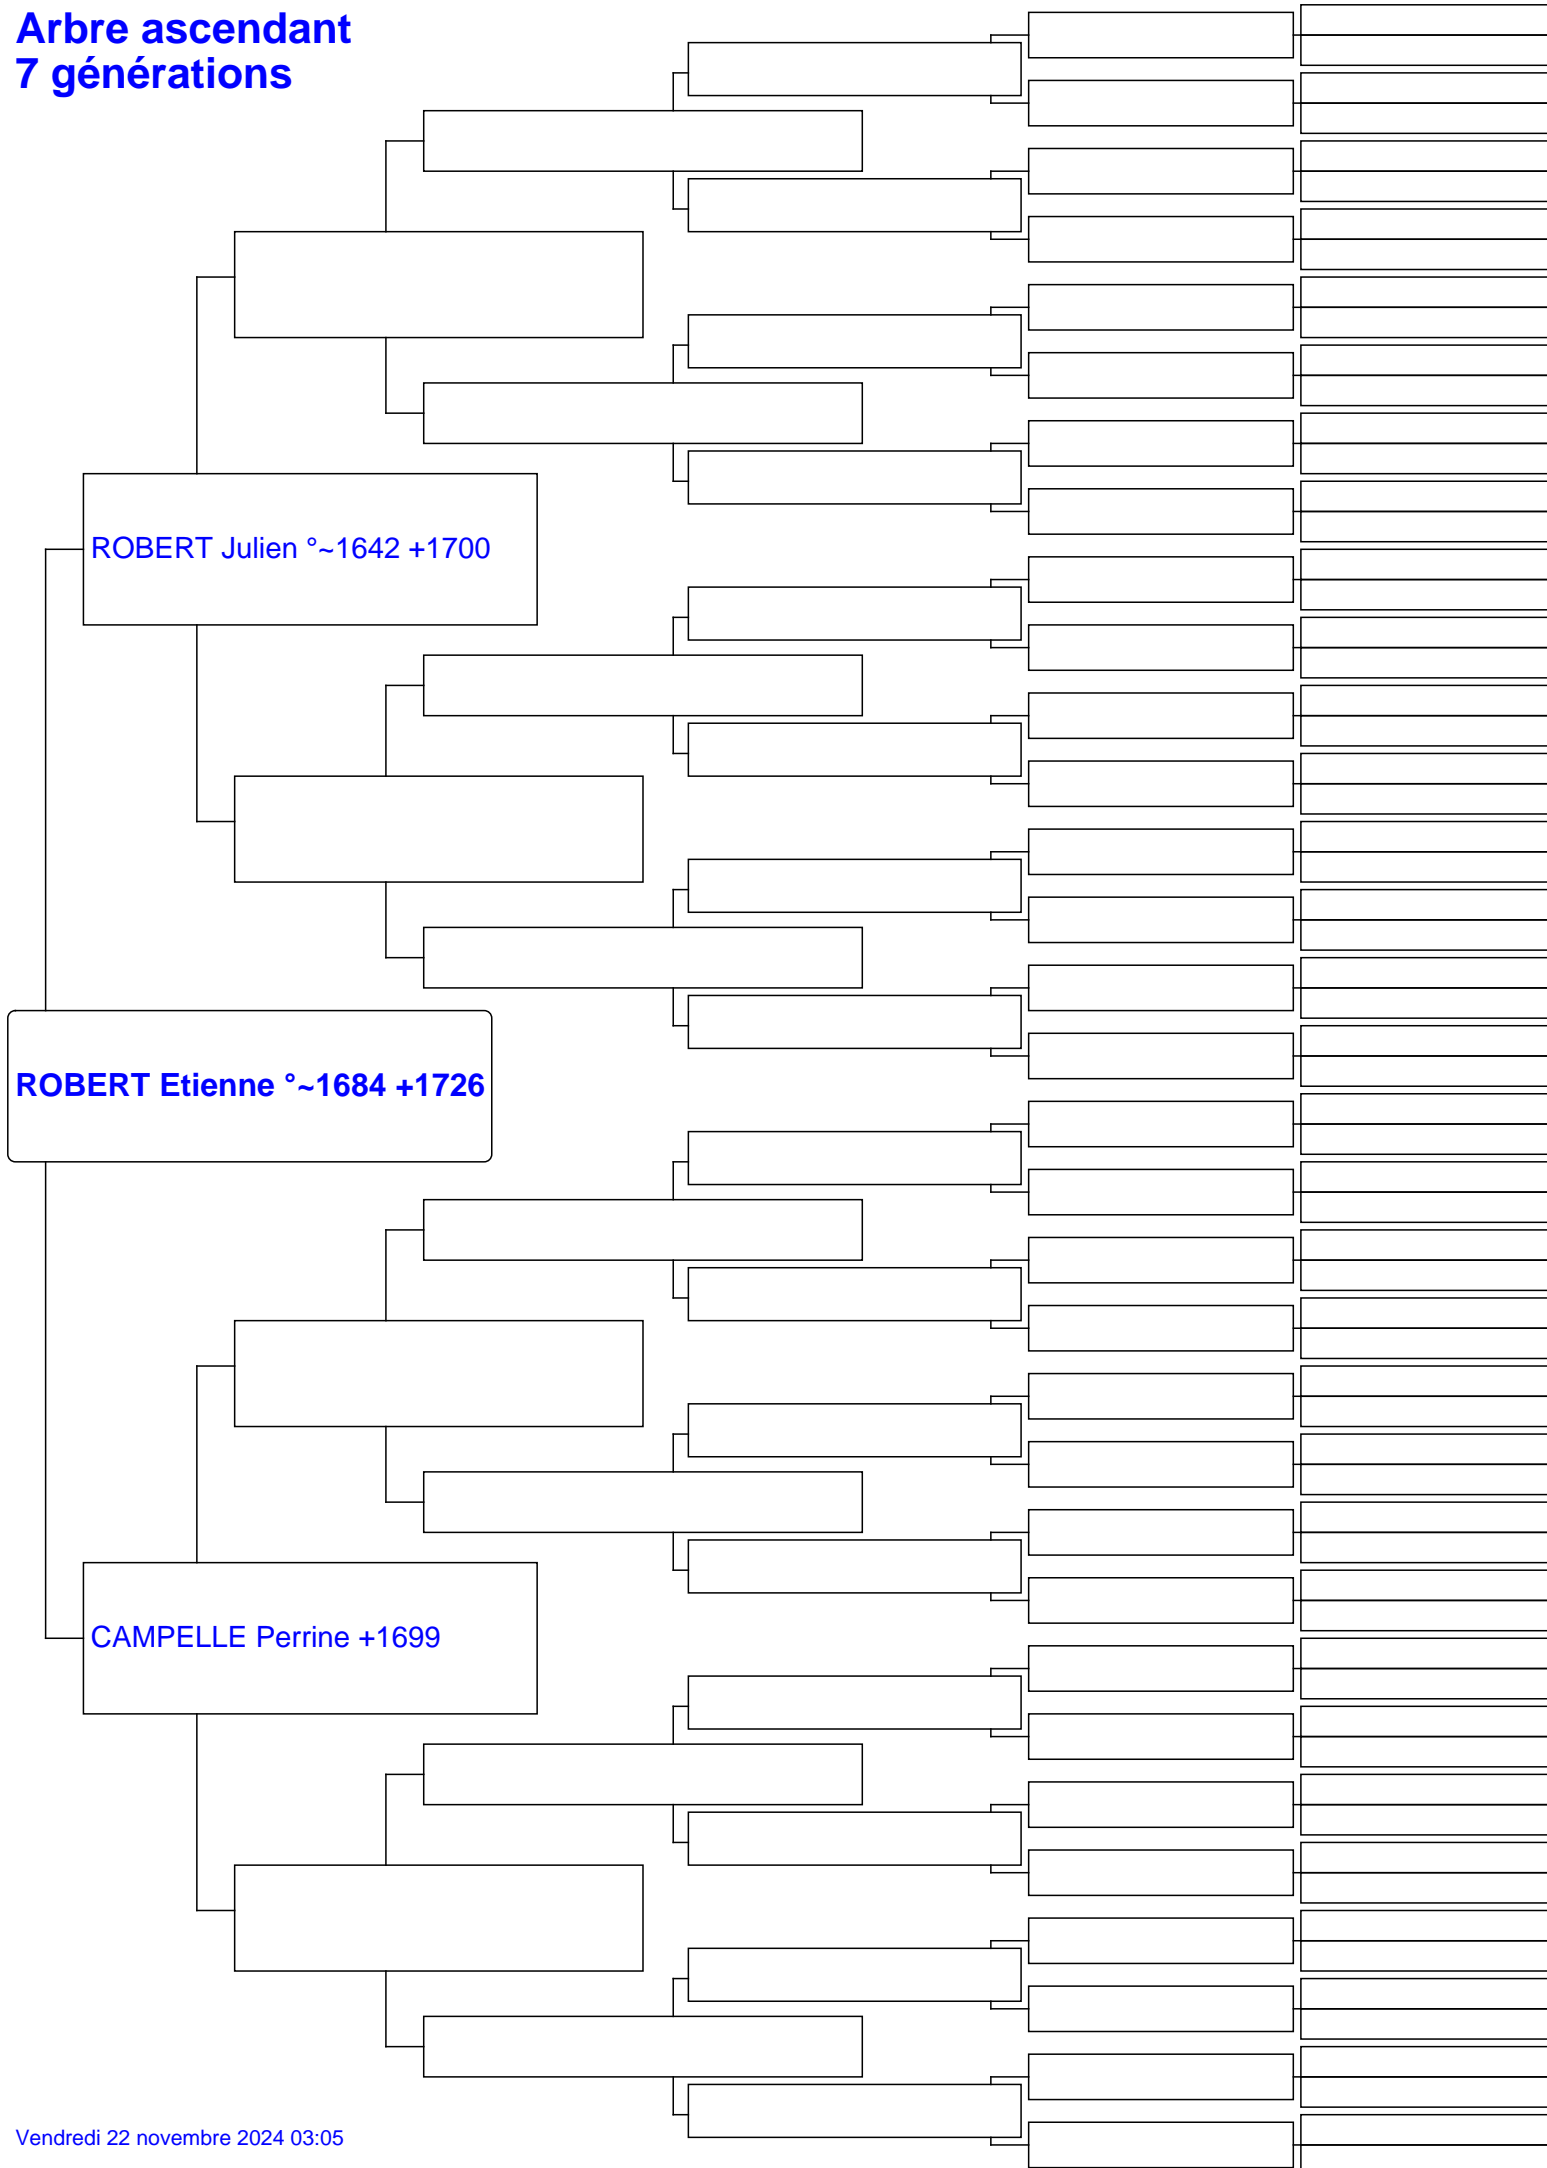 Arbre ascendant
7 générations
ROBERT Julien °~1642 +1700
ROBERT Etienne °~1684 +1726
CAMPELLE Perrine +1699
Vendredi 22 novembre 2024 03:05